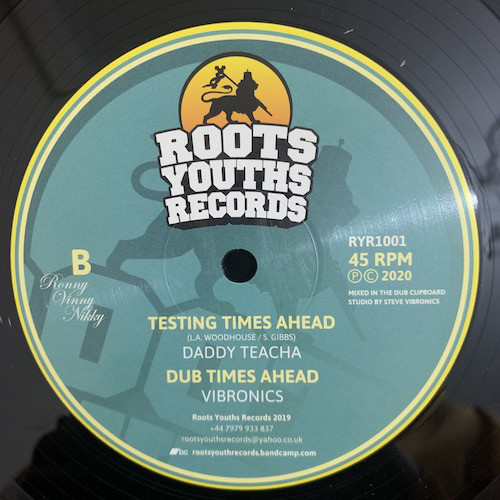 ROOTS
YOUTHS
RECORDS
RYR1001
45 RPM
Ⓟ © 2020
MIXED IN THE DUB CUPBOARD
STUDIO BY STEVE VIBRONICS
B
Ronny
Vinny
Nikky
TESTING TIMES AHEAD
(L.A. WOODHOUSE / S. GIBBS)
DADDY TEACHA
DUB TIMES AHEAD
VIBRONICS
Roots Youths Records 2019
+44 7979 933 837
rootsyouthsrecords@yahoo.co.uk
rootsyouthrecords.bandcamp.com